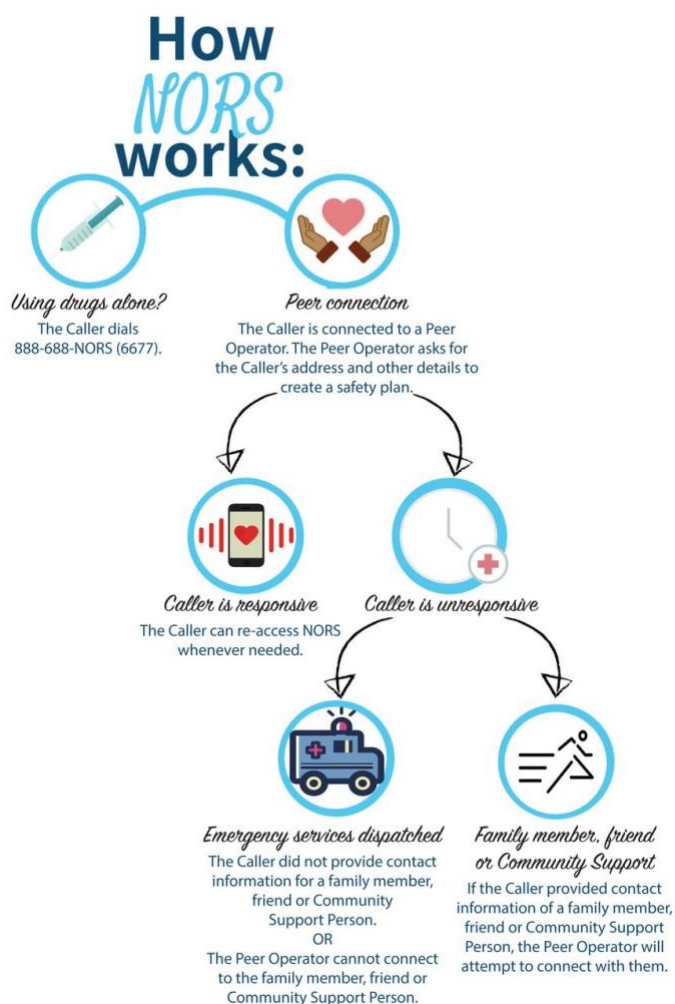 How
NORS
works:
Using drugs alone?
The Caller dials
888-688-NORS (6677).
Peer connection
The Caller is connected to a Peer
Operator. The Peer Operator asks for
the Caller's address and other details to
create a safety plan.
Caller is responsive
The Caller can re-access NORS
whenever needed.
Caller is unresponsive
Emergency services dispatched
The Caller did not provide contact
information for a family member,
friend or Community
Support Person.
OR
The Peer Operator cannot connect
to the family member, friend or
Community Support Person.
Family member, friend
or Community Support
If the Caller provided contact
information of a family member,
friend or Community Support
Person, the Peer Operator will
attempt to connect with them.